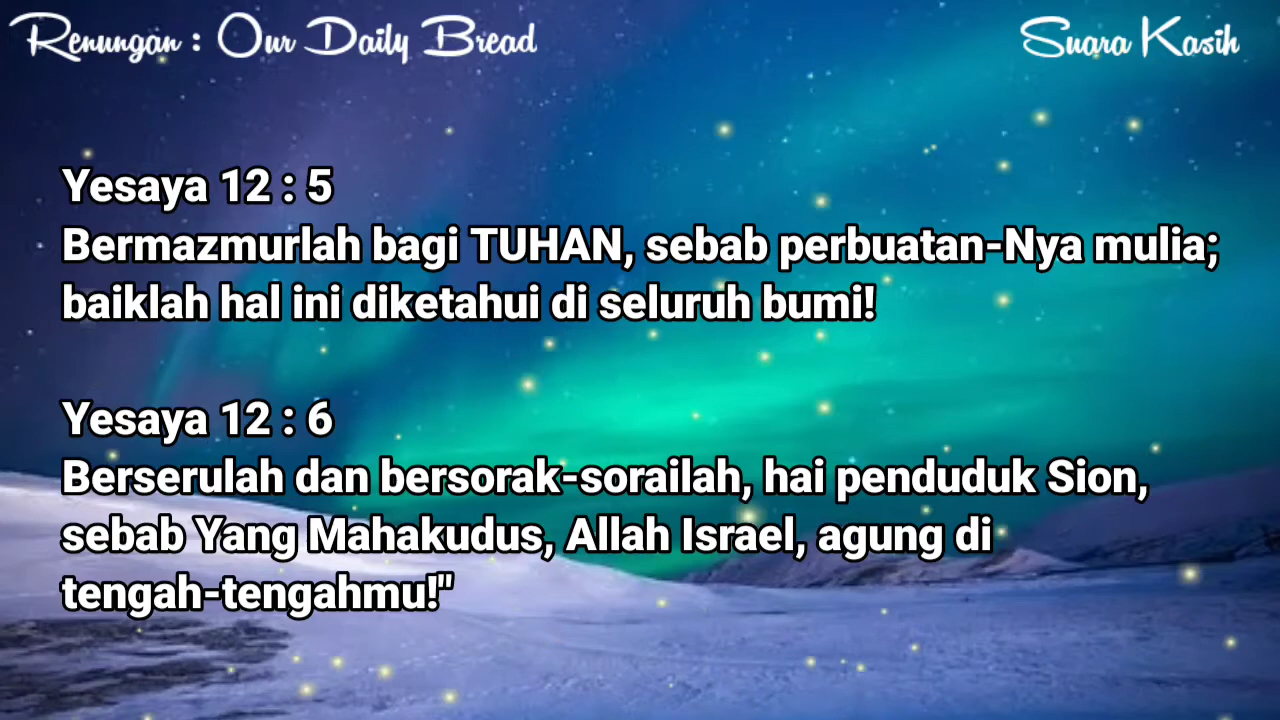 Renungan : Our Daily Bread
Suara Kasih
Yesaya 12 : 5
Bermazmurlah bagi TUHAN, sebab perbuatan-Nya mulia;
baiklah hal ini diketahui di seluruh bumi!
Yesaya 12 : 6
Berserulah dan bersorak-sorailah, hai penduduk Sion,
sebab Yang Mahakudus, Allah Israel, agung di
tengah-tengahmu!"